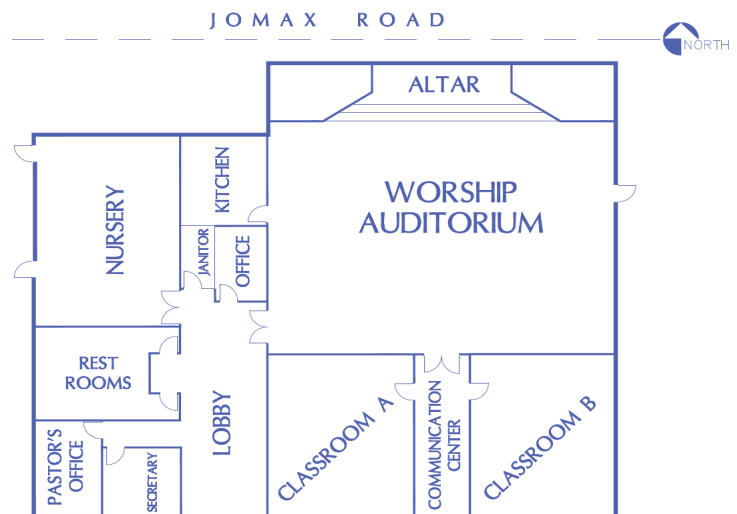 JOMAX ROAD
NORTH
ALTAR
WORSHIP
AUDITORIUM
KITCHEN
NURSERY
JANITOR
OFFICE
REST
ROOMS
LOBBY
CLASSROOM A
COMMUNICATION
CENTER
CLASSROOM B
PASTOR'S
OFFICE
SECRETARY